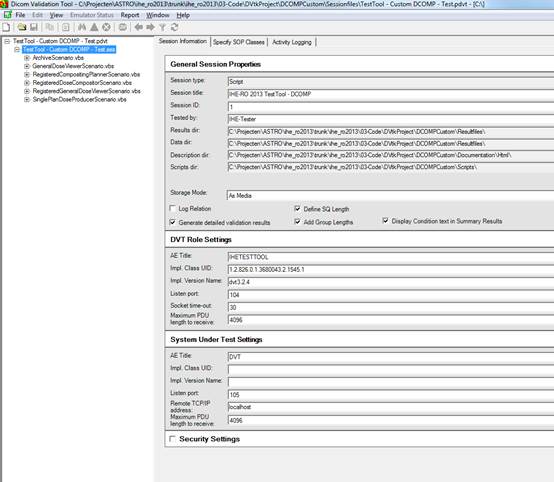 Dicom Validation Tool - C:\Projecten\ASTRO\ihe_ro2013\trunk\ihe_ro2013\03-Code\DVtkProject\DCOMPCustom\Sessionfiles\TestTool - Custom DCOMP - Test.pdvt - [C:\]
File Edit View Emulator Status Report Window Help
TestTool - Custom DCOMP - Test.pdvt
TestTool - Custom DCOMP - Test.ses
ArchiveScenario.vbs
GeneralDoseViewerScenario.vbs
RegisteredCompositingPlannerScenario.vbs
RegisteredDoseCompositorScenario.vbs
RegisteredGeneralDoseViewerScenario.vbs
SinglePlanDoseProducerScenario.vbs
Session Information Specify SOP Classes Activity Logging
General Session Properties
Session type: Script
Session title: IHE-RO 2013 TestTool - DCOMP
Session ID: 1
Tested by: IHE-Tester
Results dir: C:\Projecten\ASTRO\ihe_ro2013\trunk\ihe_ro2013\03-Code\DVtkProject\DCOMPCustom\Resultfiles\
Data dir: C:\Projecten\ASTRO\ihe_ro2013\trunk\ihe_ro2013\03-Code\DVtkProject\DCOMPCustom\Resultfiles\
Description dir: C:\Projecten\ASTRO\ihe_ro2013\trunk\ihe_ro2013\03-Code\DVtkProject\DCOMPCustom\Documentation\Html\
Scripts dir: C:\Projecten\ASTRO\ihe_ro2013\trunk\ihe_ro2013\03-Code\DVtkProject\DCOMPCustom\Scripts\
Storage Mode: As Media
Log Relation Define SQ Length
Generate detailed validation results Add Group Lengths Display Condition text in Summary Results
DVT Role Settings
AE Title: IHETESTTOOL
Impl. Class UID: 1.2.826.0.1.3680043.2.1545.1
Impl. Version Name: dvt3.2.4
Listen port: 104
Socket time-out: 30
Maximum PDU
length to receive: 4096
System Under Test Settings
AE Title: DVT
Impl. Class UID:
Impl. Version Name:
Listen port: 105
Remote TCP/IP
address: localhost
Maximum PDU
length to receive: 4096
Security Settings